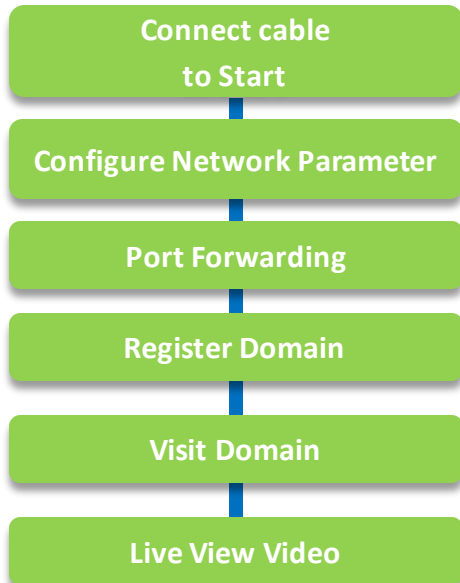 Connect cable
to Start
Configure Network Parameter
Port Forwarding
Register Domain
Visit Domain
Live View Video